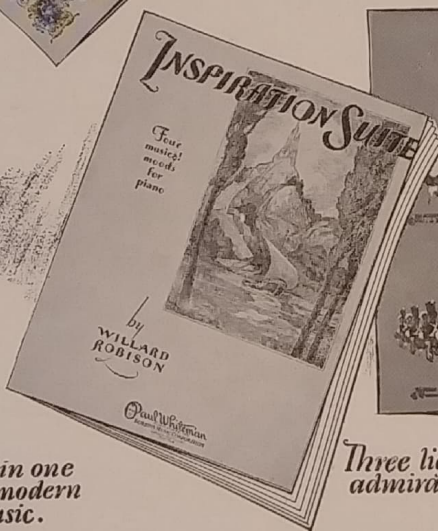 INSPIRATION SUITE
Four
musical
moods
for
piano
by
WILLARD
ROBISON
Paul Whiteman
in one
modern
sic.
Three li
admira